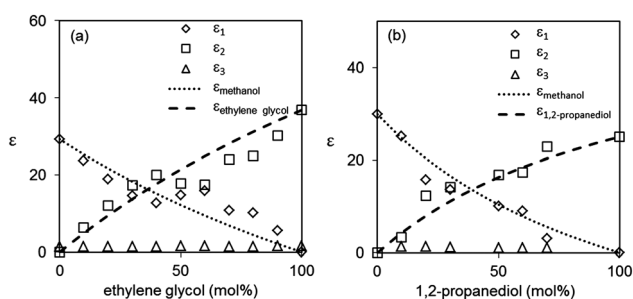 (a)
ε1
ε2
ε3
εmethanol
εethylene glycol
60
40
20
0
ε
0
50
100
ethylene glycol (mol%)
(b)
ε1
ε2
ε3
εmethanol
ε1,2-propanediol
40
20
0
ε
0
50
100
1,2-propanediol (mol%)